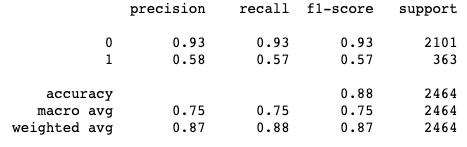 precision recall f1-score support
0 0.93 0.93 0.93 2101
1 0.58 0.57 0.57 363
accuracy 0.88 2464
macro avg 0.75 0.75 0.75 2464
weighted avg 0.87 0.88 0.87 2464